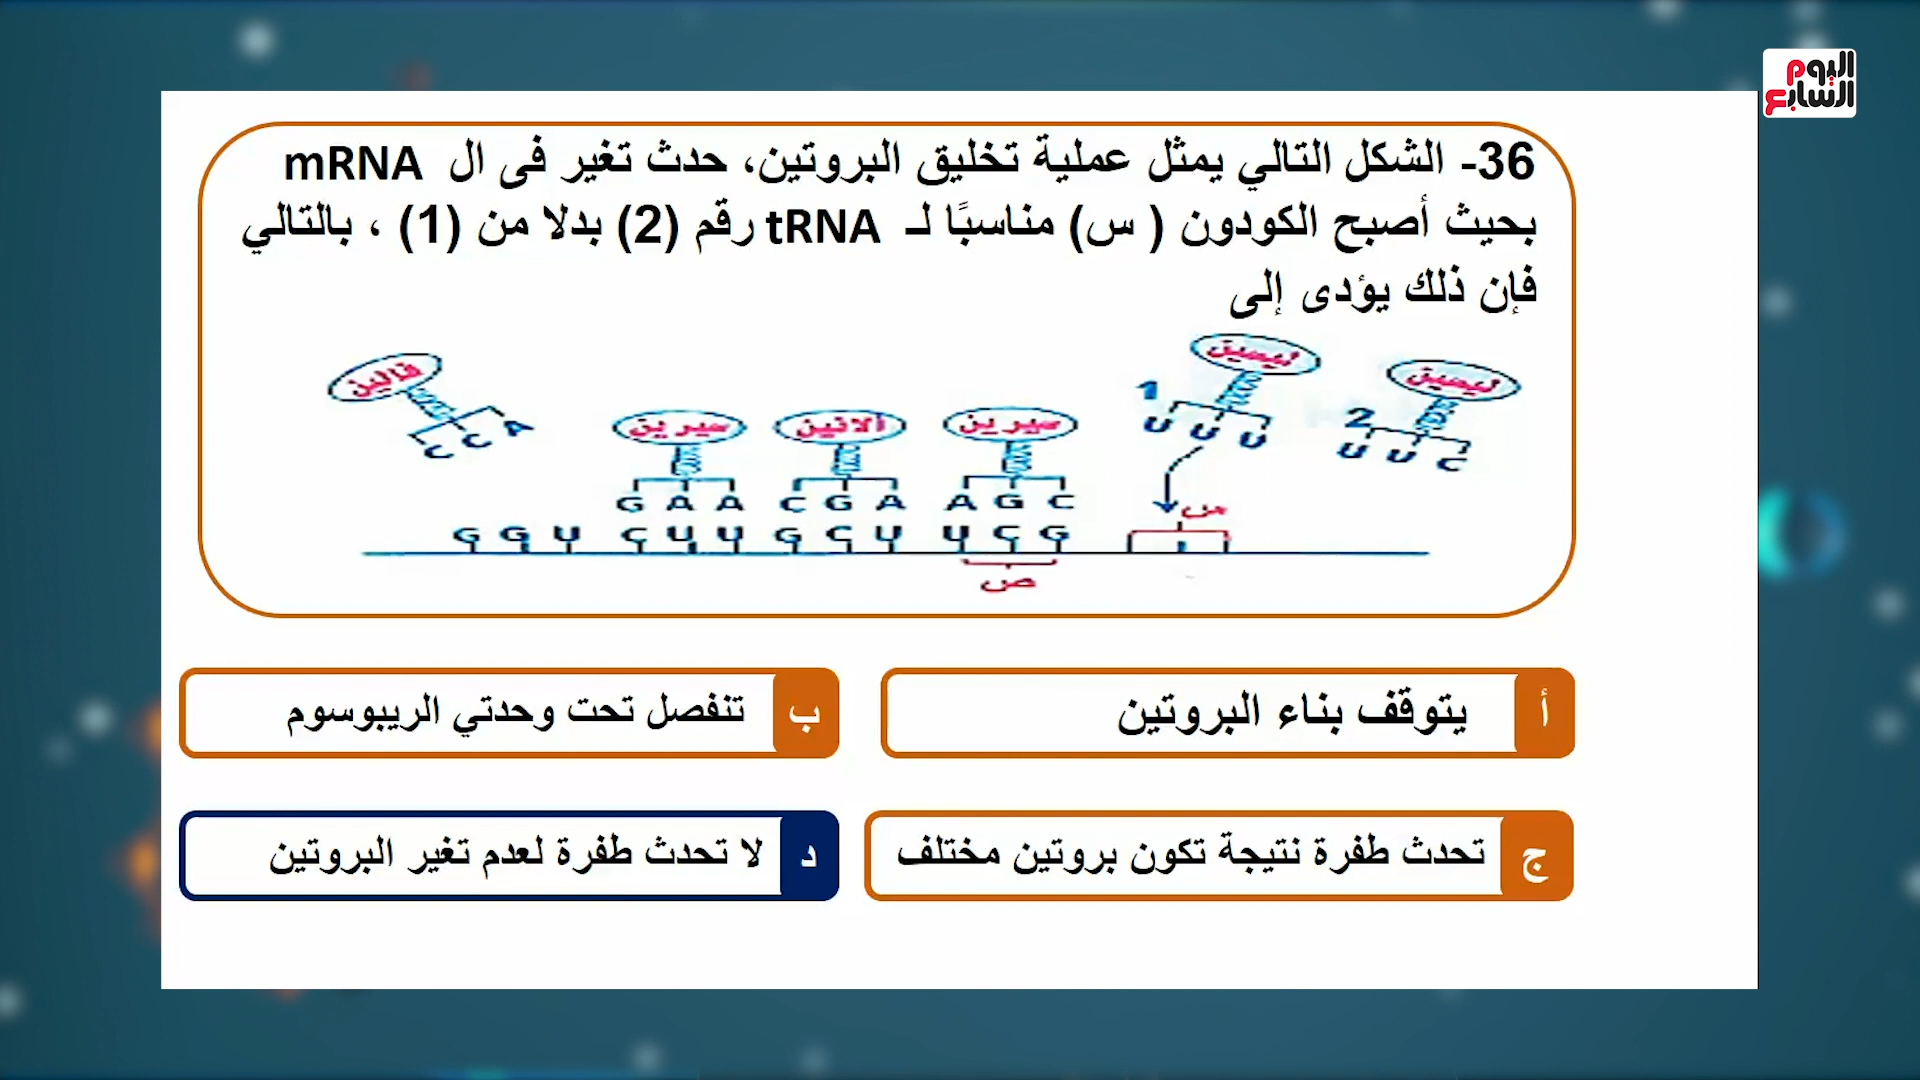 اليوم
السابع
36- الشكل التالي يمثل عملية تخليق البروتين، حدث تغير فى ال mRNA
بحيث أصبح الكودون ( س) مناسبًا لـ tRNA رقم (2) بدلا من (1) ، بالتالي
فإن ذلك يؤدى إلى
ليسين
ليسين
فالين
1
2
سيرين
ألانين
سيرين
U U U
U U C
C C A
G A A C G A A G C
س
G G U C U U G C U U C G
ص
أ يتوقف بناء البروتين
ب تنفصل تحت وحدتي الريبوسوم
ج تحدث طفرة نتيجة تكون بروتين مختلف
د لا تحدث طفرة لعدم تغير البروتين